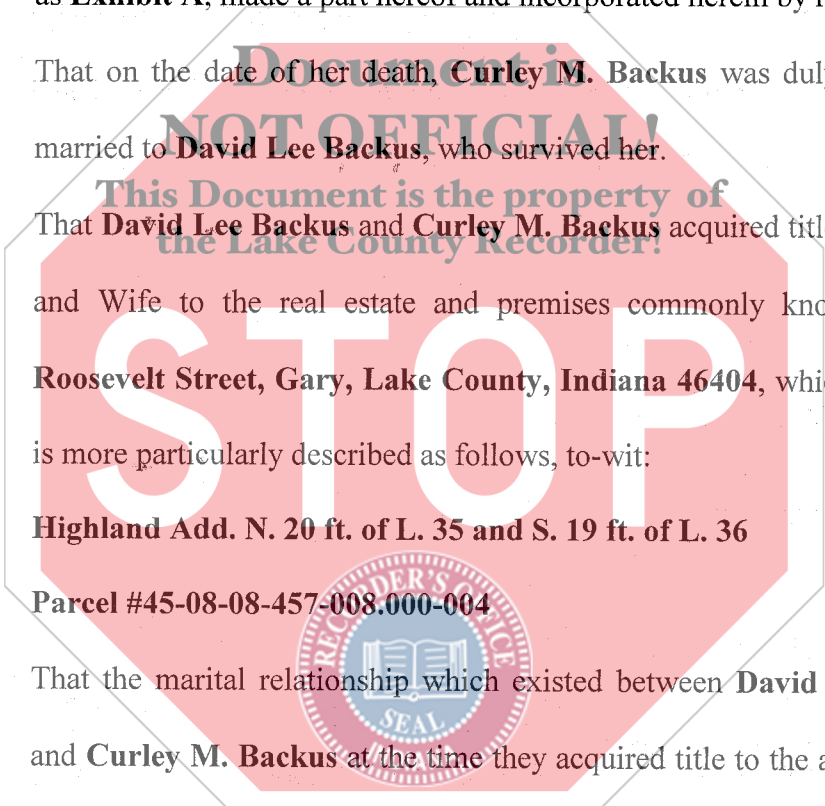 as Exhibit A, made a part hereof and incorporated herein by
Document is
That on the date of her death, Curley M. Backus was dul
NOT OFFICIAL!
married to David Lee Backus, who survived her.
This Document is the property of
That David Lee Backus and Curley M. Backus acquired titl
the Lake County Recorder!
and Wife to the real estate and premises commonly kno
STOP
Roosevelt Street, Gary, Lake County, Indiana 46404, whi
is more particularly described as follows, to-wit:
Highland Add. N. 20 ft. of L. 35 and S. 19 ft. of L. 36
Parcel #45-08-08-457-008.000-004
RECORDER'S OFFICE
That the marital relationship which existed between David
SEAL
and Curley M. Backus at the time they acquired title to the a
INDIANA